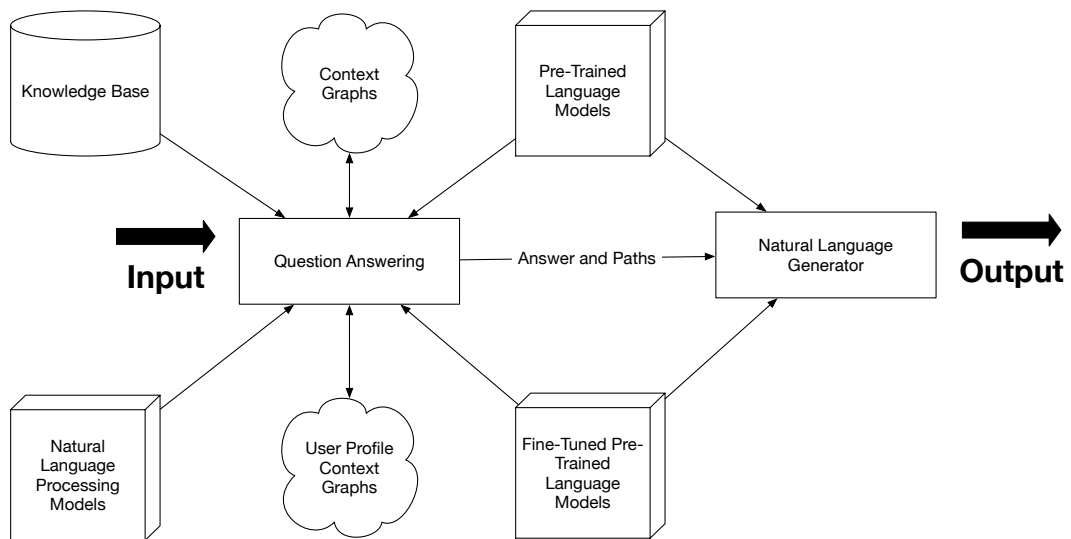 Knowledge Base
Context
Graphs
Pre-Trained
Language
Models
Input
Question Answering
Answer and Paths
Natural Language
Generator
Output
Natural
Language
Processing
Models
User Profile
Context
Graphs
Fine-Tuned Pre-
Trained
Language
Models